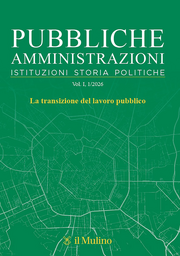 PUBBLICHE
AMMINISTRAZIONI
ISTITUZIONI STORIA POLITICHE
Vol. I, 1/2026
La transizione del lavoro pubblico
il Mulino